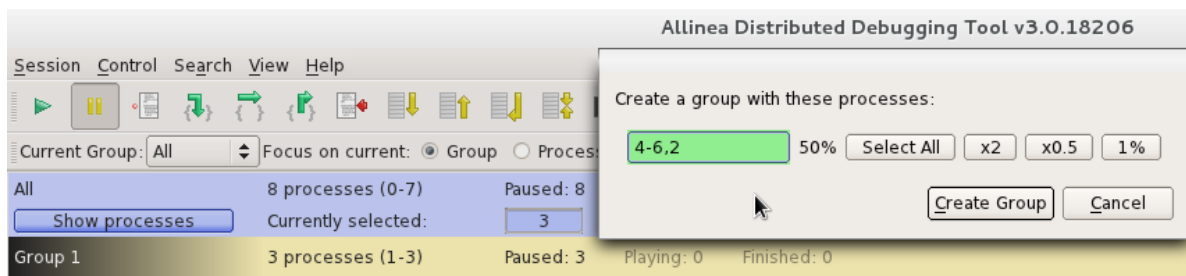 Allinea Distributed Debugging Tool v3.0.18206
Session Control Search View Help
Create a group with these processes:
4-6,2 50% Select All x2 x0.5 1%
Current Group: All Focus on current: Group Proces
All 8 processes (0-7) Paused: 8
Show processes Currently selected: 3
Create Group Cancel
Group 1 3 processes (1-3) Paused: 3 Playing: 0 Finished: 0